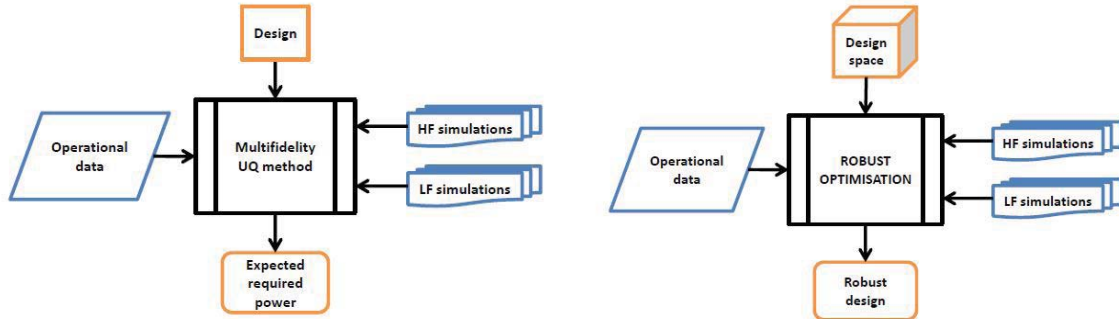 Design
Operational
data
Multifidelity
UQ method
HF simulations
LF simulations
Expected
required
power
Design
space
Operational
data
ROBUST
OPTIMISATION
HF simulations
LF simulations
Robust
design